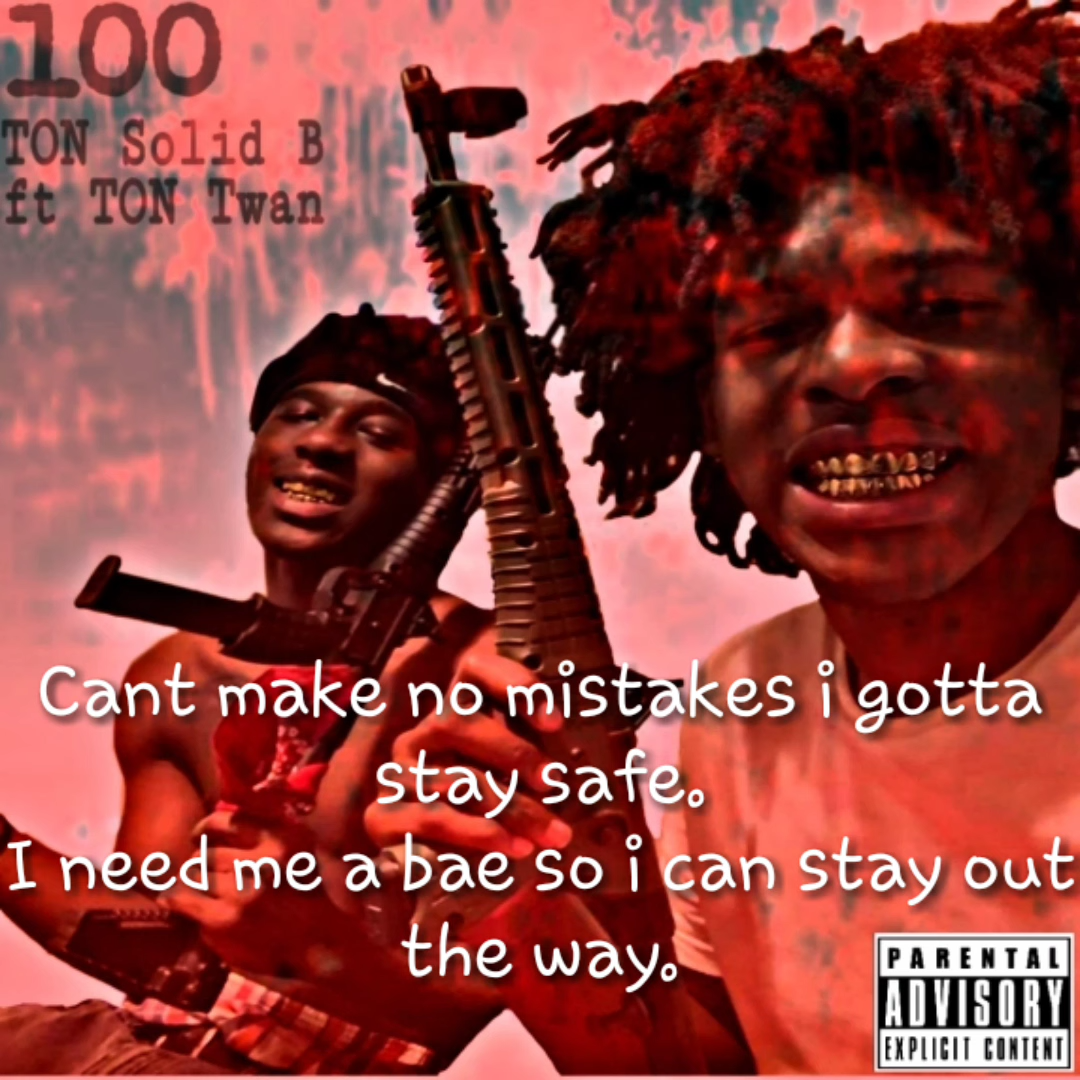 100
TON Solid B
ft TON Twan
Cant make no mistakes i gotta
stay safe.
I need me a bae so i can stay out
the way.
PARENTAL
ADVISORY
EXPLICIT CONTENT